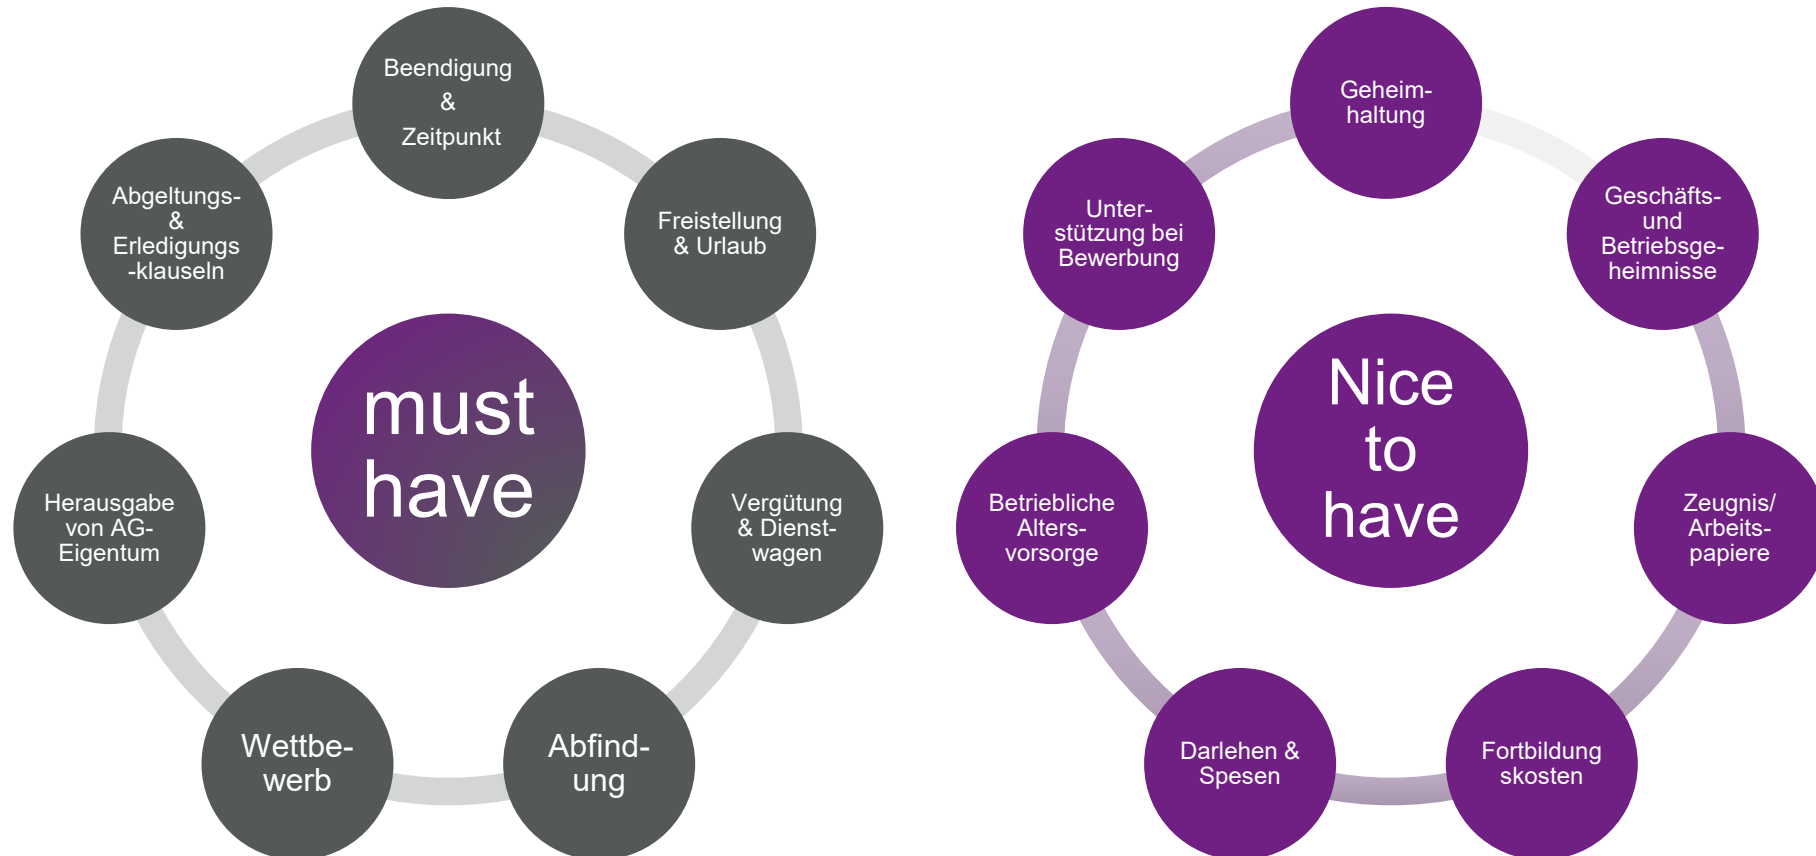 Beendigung
&
Zeitpunkt
Freistellung
& Urlaub
Vergütung
& Dienst-
wagen
Abfind-
ung
Wettbe-
werb
Herausgabe
von AG-
Eigentum
Abgeltungs-
&
Erledigungs
-klauseln
must
have
Geheim-
haltung
Geschäfts-
und
Betriebsge-
heimnisse
Zeugnis/
Arbeits-
papiere
Fortbildung
skosten
Darlehen &
Spesen
Betriebliche
Alters-
vorsorge
Unter-
stützung bei
Bewerbung
Nice
to
have